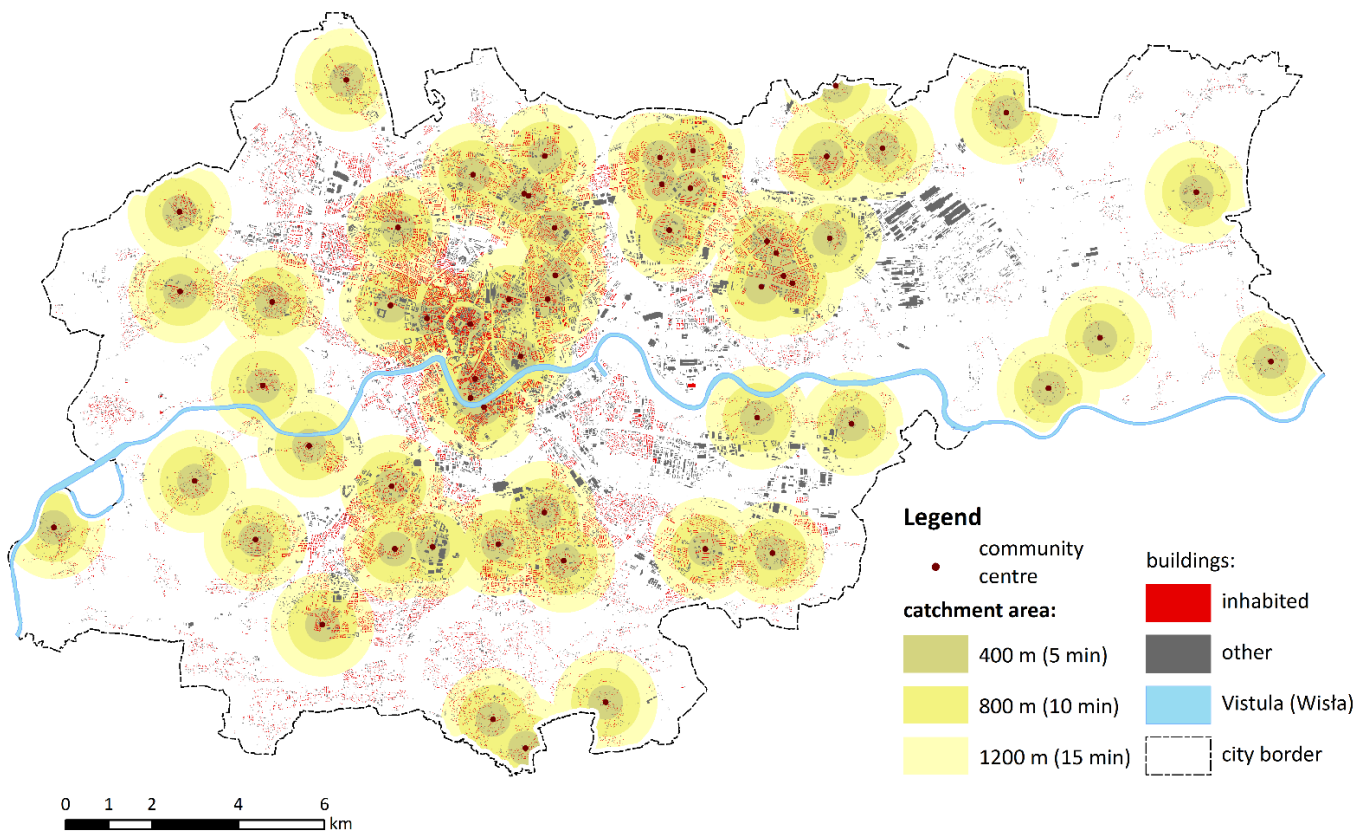 Legend
community
centre
catchment area:
400 m (5 min)
800 m (10 min)
1200 m (15 min)
buildings:
inhabited
other
Vistula (Wisła)
city border
0 1 2 4 6
km